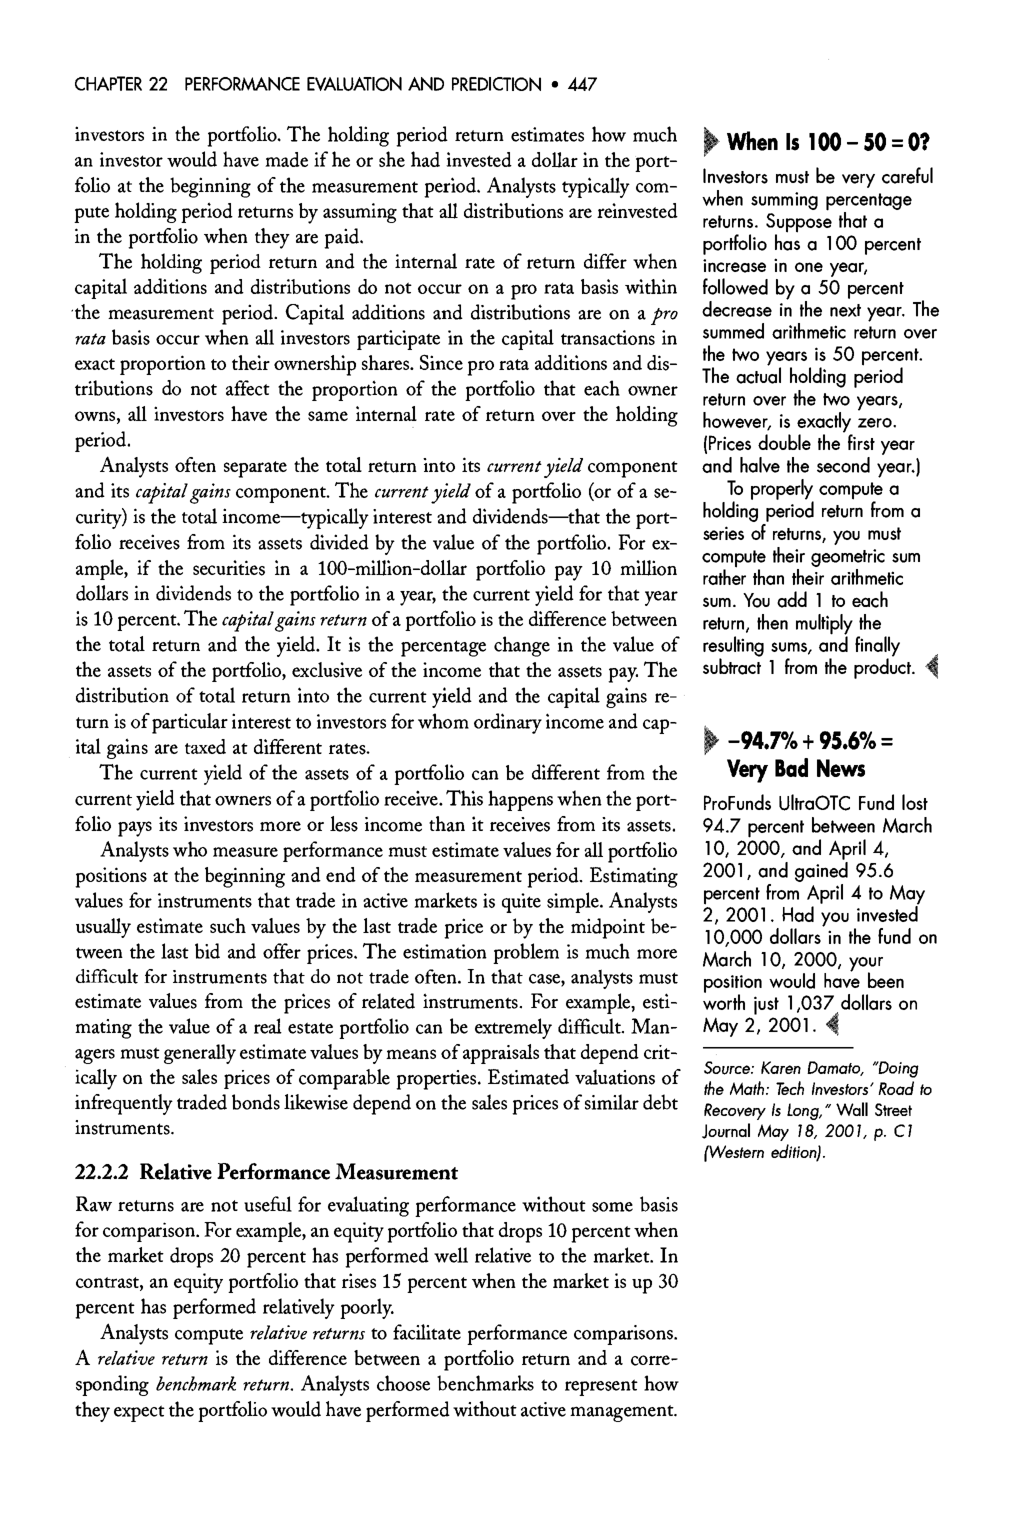 CHAPTER 22 PERFORMANCE EVALUATION AND PREDICTION • 447
investors in the portfolio. The holding period return estimates how much
an investor would have made if he or she had invested a dollar in the port-
folio at the beginning of the measurement period. Analysts typically com-
pute holding period returns by assuming that all distributions are reinvested
in the portfolio when they are paid.
The holding period return and the internal rate of return differ when
capital additions and distributions do not occur on a pro rata basis within
the measurement period. Capital additions and distributions are on a pro
rata basis occur when all investors participate in the capital transactions in
exact proportion to their ownership shares. Since pro rata additions and dis-
tributions do not affect the proportion of the portfolio that each owner
owns, all investors have the same internal rate of return over the holding
period.
Analysts often separate the total return into its current yield component
and its capital gains component. The current yield of a portfolio (or of a se-
curity) is the total income—typically interest and dividends—that the port-
folio receives from its assets divided by the value of the portfolio. For ex-
ample, if the securities in a 100-million-dollar portfolio pay 10 million
dollars in dividends to the portfolio in a year, the current yield for that year
is 10 percent. The capital gains return of a portfolio is the difference between
the total return and the yield. It is the percentage change in the value of
the assets of the portfolio, exclusive of the income that the assets pay. The
distribution of total return into the current yield and the capital gains re-
turn is of particular interest to investors for whom ordinary income and cap-
ital gains are taxed at different rates.
The current yield of the assets of a portfolio can be different from the
current yield that owners of a portfolio receive. This happens when the port-
folio pays its investors more or less income than it receives from its assets.
Analysts who measure performance must estimate values for all portfolio
positions at the beginning and end of the measurement period. Estimating
values for instruments that trade in active markets is quite simple. Analysts
usually estimate such values by the last trade price or by the midpoint be-
tween the last bid and offer prices. The estimation problem is much more
difficult for instruments that do not trade often. In that case, analysts must
estimate values from the prices of related instruments. For example, esti-
mating the value of a real estate portfolio can be extremely difficult. Man-
agers must generally estimate values by means of appraisals that depend crit-
ically on the sales prices of comparable properties. Estimated valuations of
infrequently traded bonds likewise depend on the sales prices of similar debt
instruments.
22.2.2 Relative Performance Measurement
Raw returns are not useful for evaluating performance without some basis
for comparison. For example, an equity portfolio that drops 10 percent when
the market drops 20 percent has performed well relative to the market. In
contrast, an equity portfolio that rises 15 percent when the market is up 30
percent has performed relatively poorly.
Analysts compute relative returns to facilitate performance comparisons.
A relative return is the difference between a portfolio return and a corre-
sponding benchmark return. Analysts choose benchmarks to represent how
they expect the portfolio would have performed without active management.
When Is 100 – 50 = 0?
Investors must be very careful
when summing percentage
returns. Suppose that a
portfolio has a 100 percent
increase in one year,
followed by a 50 percent
decrease in the next year. The
summed arithmetic return over
the two years is 50 percent.
The actual holding period
return over the two years,
however, is exactly zero.
(Prices double the first year
and halve the second year.)
To properly compute a
holding period return from a
series of returns, you must
compute their geometric sum
rather than their arithmetic
sum. You add 1 to each
return, then multiply the
resulting sums, and finally
subtract 1 from the product.
–94.7% + 95.6% =
Very Bad News
ProFunds UltraOTC Fund lost
94.7 percent between March
10, 2000, and April 4,
2001, and gained 95.6
percent from April 4 to May
2, 2001. Had you invested
10,000 dollars in the fund on
March 10, 2000, your
position would have been
worth just 1,037 dollars on
May 2, 2001.
Source: Karen Damato, "Doing
the Math: Tech Investors' Road to
Recovery Is Long," Wall Street
Journal May 18, 2001, p. C1
(Western edition).